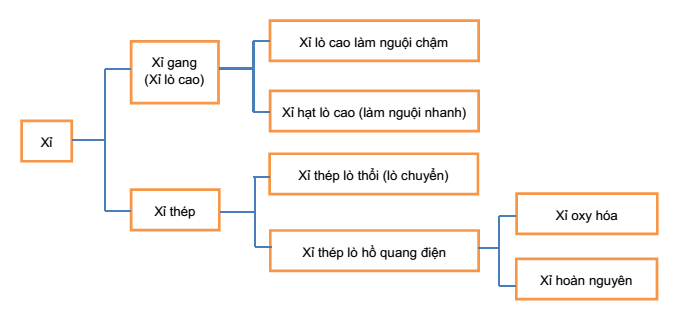 Xỉ
Xỉ gang
(Xỉ lò cao)
Xỉ lò cao làm nguội chậm
Xỉ hạt lò cao (làm nguội nhanh)
Xỉ thép
Xỉ thép lò thổi (lò chuyển)
Xỉ thép lò hồ quang điện
Xỉ oxy hóa
Xỉ hoàn nguyên